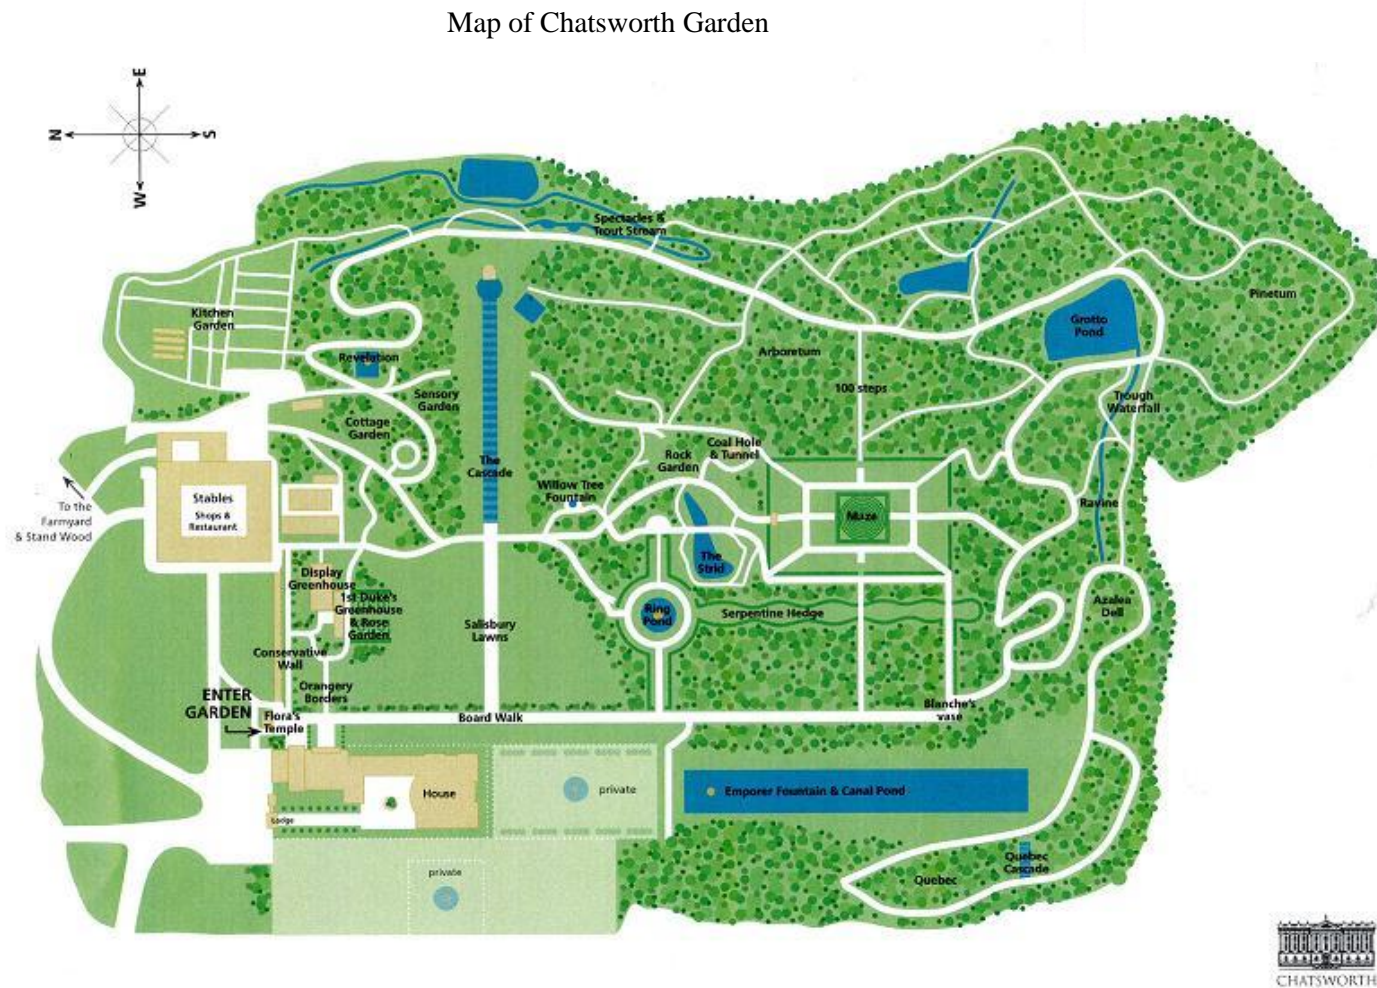 Map of Chatsworth Garden
E
N
S
W
Spectacles &
Trout Stream
Kitchen
Garden
Pinetum
Grotto
Pond
Revelation
Arboretum
100 steps
Sensory
Garden
Trough
Waterfall
Cottage
Garden
Coal Hole
& Tunnel
Rock
Garden
The
Cascade
Willow Tree
Fountain
Stables
Shops &
Restaurant
To the
Farmyard
& Stand Wood
Ravine
Maze
The
Strid
Display
Greenhouse
1st Duke's
Greenhouse
& Rose
Garden
Azalea
Dell
Ring
Pond
Serpentine Hedge
Salisbury
Lawns
Conservative
Wall
Orangery
Borders
ENTER
GARDEN
Flora's
Temple
Board Walk
Blanche's
vase
House
private
Emporer Fountain & Canal Pond
Lodge
private
Quebec
Quebec
Cascade
CHATSWORTH